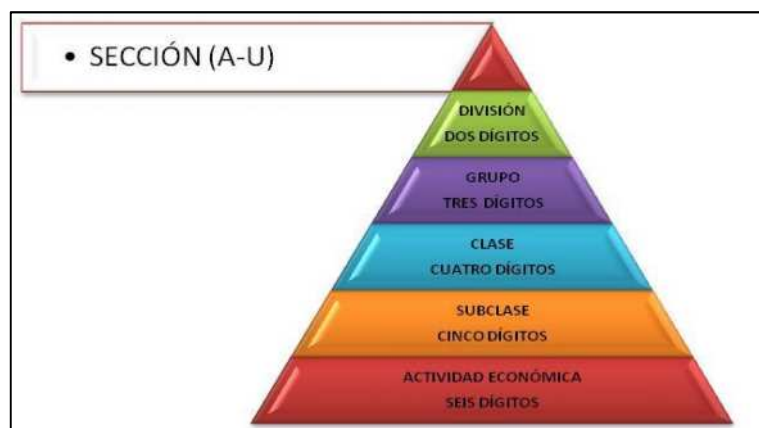 • SECCIÓN (A-U)
DIVISIÓN
DOS DÍGITOS
GRUPO
TRES DÍGITOS
CLASE
CUATRO DÍGITOS
SUBCLASE
CINCO DÍGITOS
ACTIVIDAD ECONÓMICA
SEIS DÍGITOS